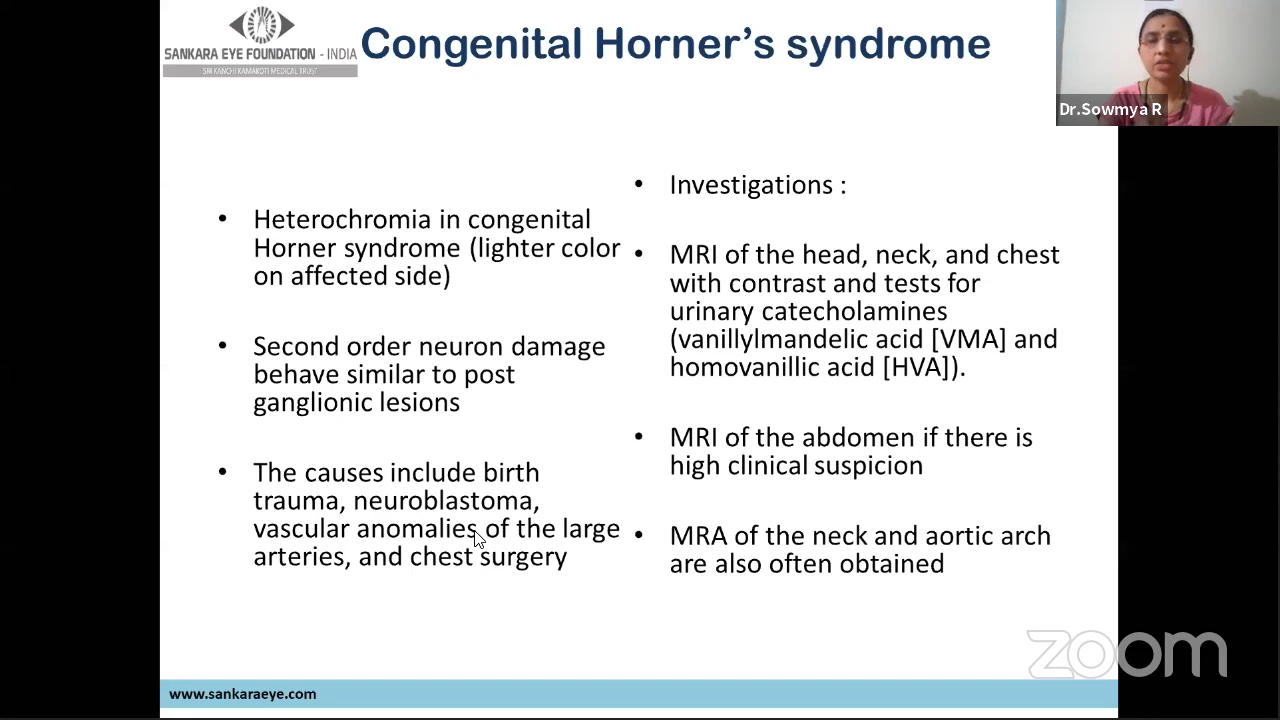 SANKARA EYE FOUNDATION - INDIA
SRI KANCHI KAMAKOTI MEDICAL TRUST
Congenital Horner's syndrome
Dr.Sowmya R
• Heterochromia in congenital
Horner syndrome (lighter color
on affected side)
• Second order neuron damage
behave similar to post
ganglionic lesions
• The causes include birth
trauma, neuroblastoma,
vascular anomalies of the large
arteries, and chest surgery
• Investigations :
• MRI of the head, neck, and chest
with contrast and tests for
urinary catecholamines
(vanillylmandelic acid [VMA] and
homovanillic acid [HVA]).
• MRI of the abdomen if there is
high clinical suspicion
• MRA of the neck and aortic arch
are also often obtained
zoom
www.sankaraeye.com